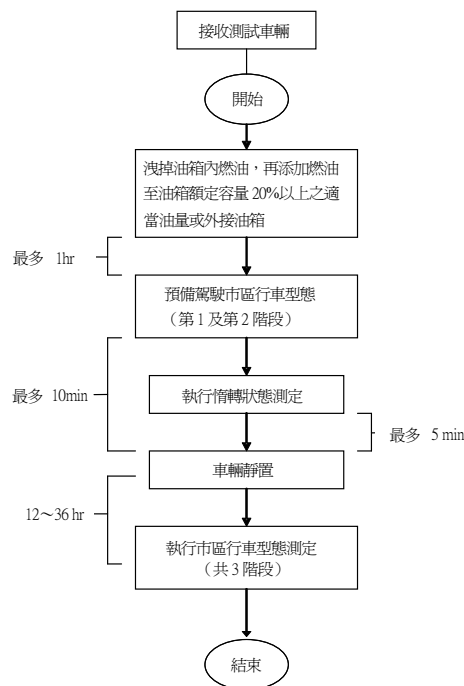 接收測試車輛
開始
洩掉油箱內燃油，再添加燃油
至油箱額定容量 20%以上之適
當油量或外接油箱
最多 1hr
預備駕駛市區行車型態
（第 1 及第 2 階段）
最多 10min
執行惰轉狀態測定
最多 5 min
車輛靜置
12～36 hr
執行市區行車型態測定
（共 3 階段）
結束